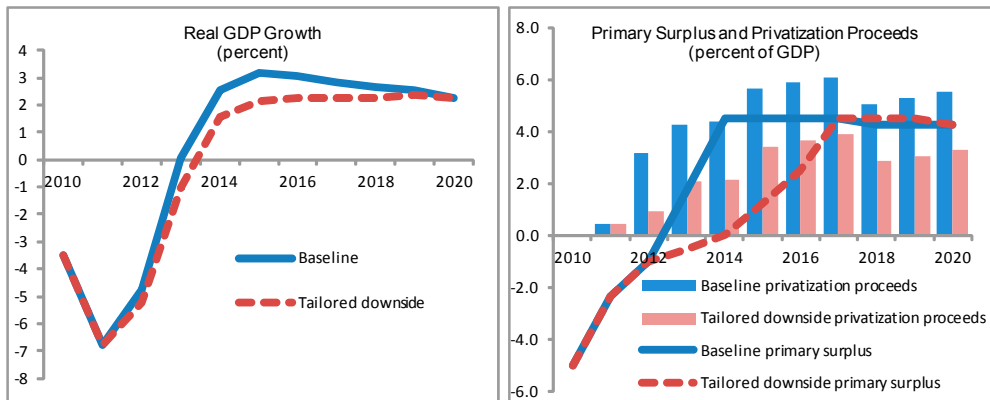 Real GDP Growth
(percent)
4
3
2
1
0
-1
-2
-3
-4
-5
-6
-7
-8
2010 2012 2014 2016 2018 2020
Baseline
Tailored downside
Primary Surplus and Privatization Proceeds
(percent of GDP)
8.0
6.0
4.0
2.0
0.0
-2.0
-4.0
-6.0
2010 2012 2014 2016 2018 2020
Baseline privatization proceeds
Tailored downside privatization proceeds
Baseline primary surplus
Tailored downside primary surplus